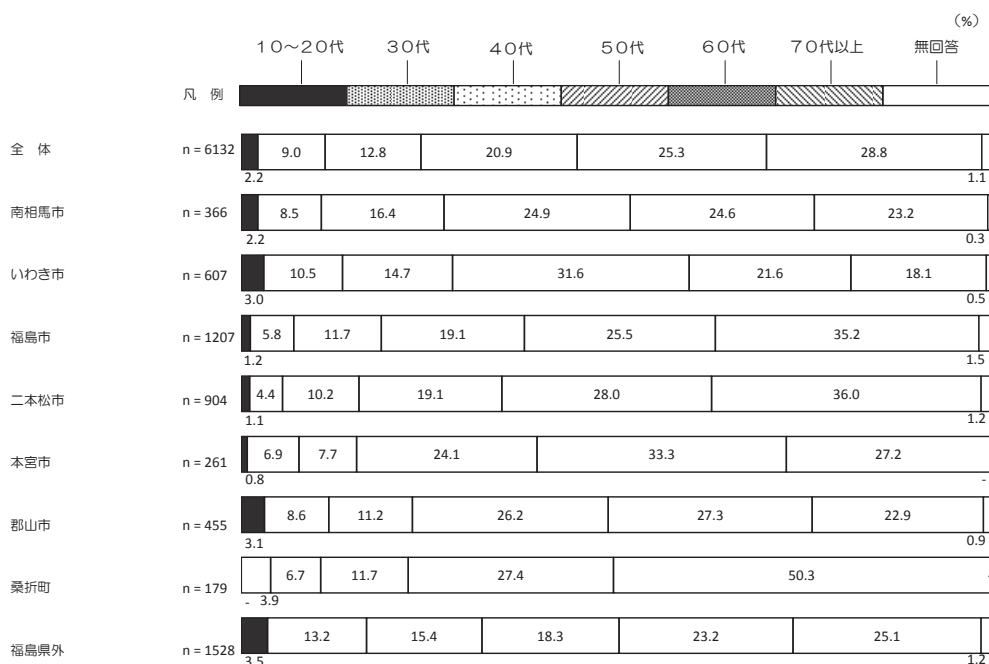 （%）
１０～２０代 ３０代 ４０代 ５０代 ６０代 ７０代以上 無回答
凡 例
全 体 n = 6132 9.0 12.8 20.9 25.3 28.8
2.2 1.1
南相馬市 n = 366 8.5 16.4 24.9 24.6 23.2
2.2 0.3
いわき市 n = 607 10.5 14.7 31.6 21.6 18.1
3.0 0.5
福島市 n = 1207 5.8 11.7 19.1 25.5 35.2
1.2 1.5
二本松市 n = 904 4.4 10.2 19.1 28.0 36.0
1.1 1.2
本宮市 n = 261 6.9 7.7 24.1 33.3 27.2
0.8 -
郡山市 n = 455 8.6 11.2 26.2 27.3 22.9
3.1 0.9
桑折町 n = 179 6.7 11.7 27.4 50.3 -
- 3.9
福島県外 n = 1528 13.2 15.4 18.3 23.2 25.1
3.5 1.2